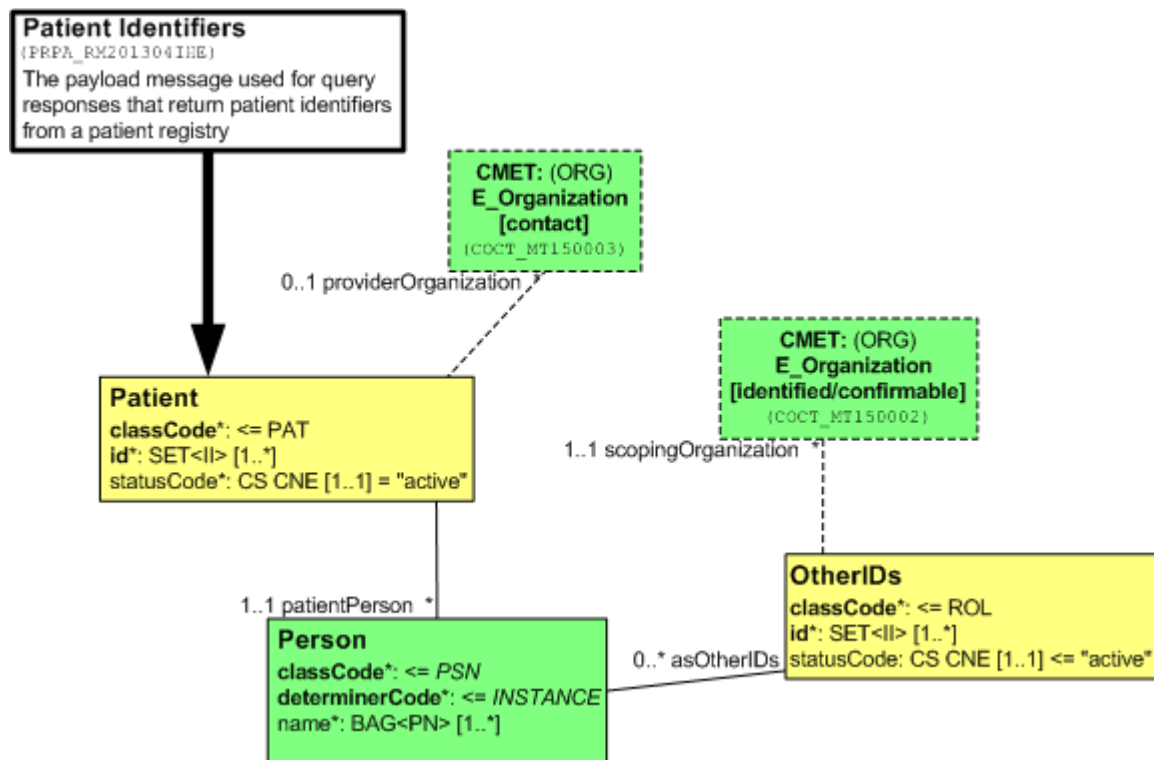 Patient Identifiers
(PRPA_RM201304IHE)
The payload message used for query
responses that return patient identifiers
from a patient registry
CMET: (ORG)
E_Organization
[contact]
(COCT_MT150003)
0..1 providerOrganization *
CMET: (ORG)
E_Organization
[identified/confirmable]
(COCT_MT150002)
1..1 scopingOrganization *
Patient
classCode*: <= PAT
id*: SET<II> [1..*]
statusCode*: CS CNE [1..1] = "active"
OtherIDs
classCode*: <= ROL
id*: SET<II> [1..*]
statusCode: CS CNE [1..1] <= "active"
1..1 patientPerson *
0..* asOtherIDs
Person
classCode*: <= PSN
determinerCode*: <= INSTANCE
name*: BAG<PN> [1..*]